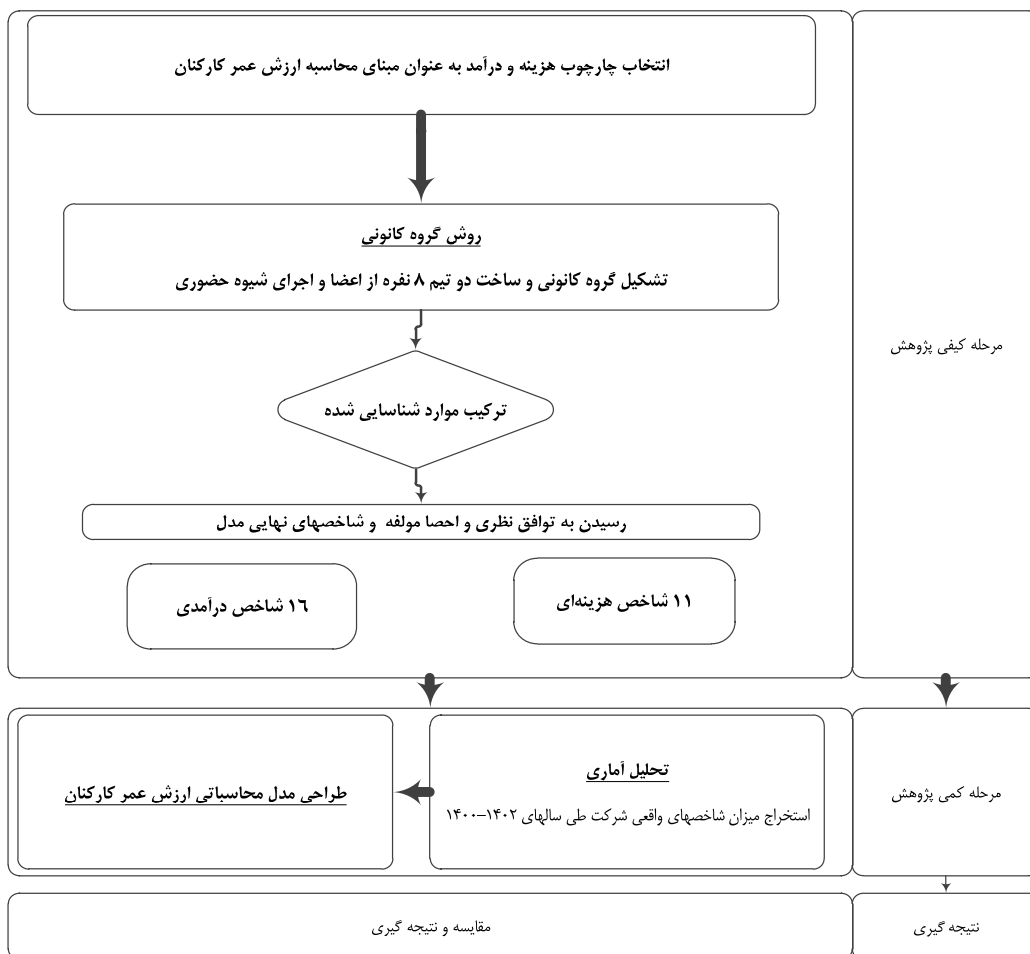 انتخاب چارچوب هزینه و درآمد به عنوان مبنای محاسبه ارزش عمر کارکنان
روش گروه کانونی
تشکیل گروه کانونی و ساخت دو تیم ۸ نفره از اعضا و اجرای شیوه حضوری
مرحله کیفی پژوهش
ترکیب موارد شناسایی شده
رسیدن به توافق نظری و احصا مولفه و شاخصهای نهایی مدل
۱۱ شاخص هزینه‌ای
۱۶ شاخص درآمدی
مرحله کمی پژوهش
تحلیل آماری
استخراج میزان شاخصهای واقعی شرکت طی سالهای ۱۴۰۲-۱۴۰۰
طراحی مدل محاسباتی ارزش عمر کارکنان
نتیجه گیری
مقایسه و نتیجه گیری